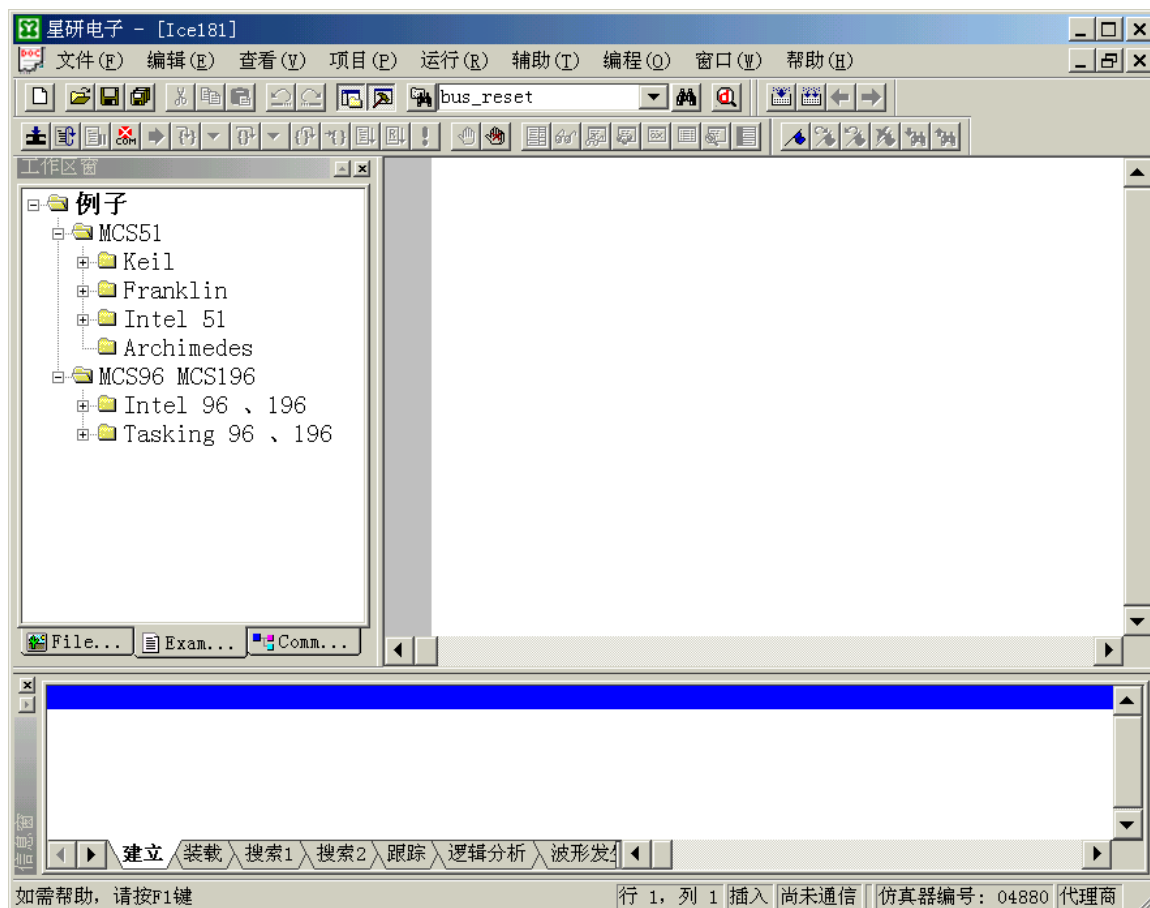 星研电子 - [Ice181]
文件(F) 编辑(E) 查看(V) 项目(P) 运行(R) 辅助(T) 编程(O) 窗口(W) 帮助(H)
bus_reset
工作区窗
例子
MCS51
Keil
Franklin
Intel 51
Archimedes
MCS96 MCS196
Intel 96 、196
Tasking 96 、196
File... Exam... Comm...
信息窗
建立 装载 搜索1 搜索2 跟踪 逻辑分析 波形发生
如需帮助, 请按F1键 行 1, 列 1 插入 尚未通信 仿真器编号: 04880 代理商